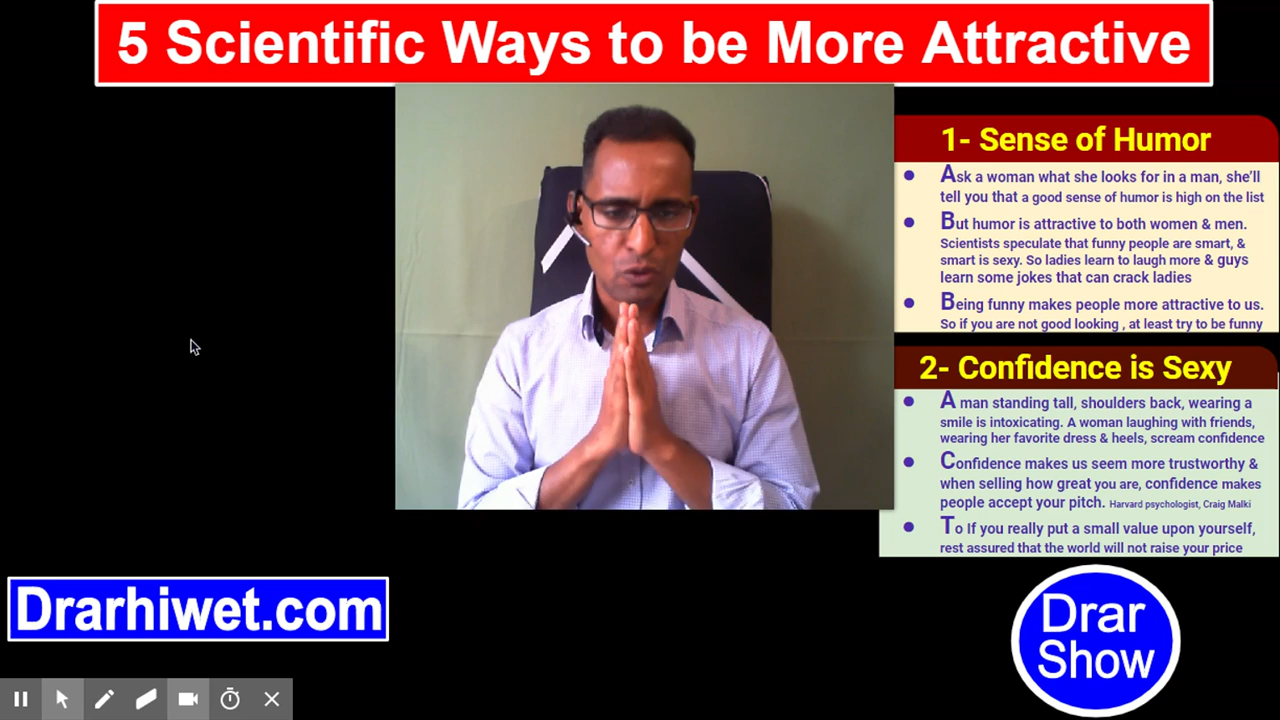 5 Scientific Ways to be More Attractive
1- Sense of Humor
Ask a woman what she looks for in a man, she'll
tell you that a good sense of humor is high on the list
But humor is attractive to both women & men.
Scientists speculate that funny people are smart, &
smart is sexy. So ladies learn to laugh more & guys
learn some jokes that can crack ladies
Being funny makes people more attractive to us.
So if you are not good looking , at least try to be funny
2- Confidence is Sexy
A man standing tall, shoulders back, wearing a
smile is intoxicating. A woman laughing with friends,
wearing her favorite dress & heels, scream confidence
Confidence makes us seem more trustworthy &
when selling how great you are, confidence makes
people accept your pitch. Harvard psychologist, Craig Malki
To If you really put a small value upon yourself,
rest assured that the world will not raise your price
Drarhiwet.com
Drar
Show